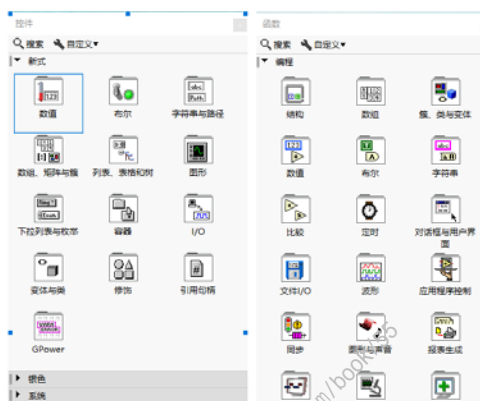 控件
搜索 自定义▾
新式
数值 布尔 字符串与路径
数组、矩阵与簇 列表、表格和树 图形
下拉列表与枚举 容器 I/O
变体与类 修饰 引用句柄
GPower
银色
系统
函数
搜索 自定义▾
编程
结构 数组 簇、类与变体
数值 布尔 字符串
比较 定时 对话框与用户界
面
文件I/O 波形 应用程序控制
同步 图形与声音 报表生成